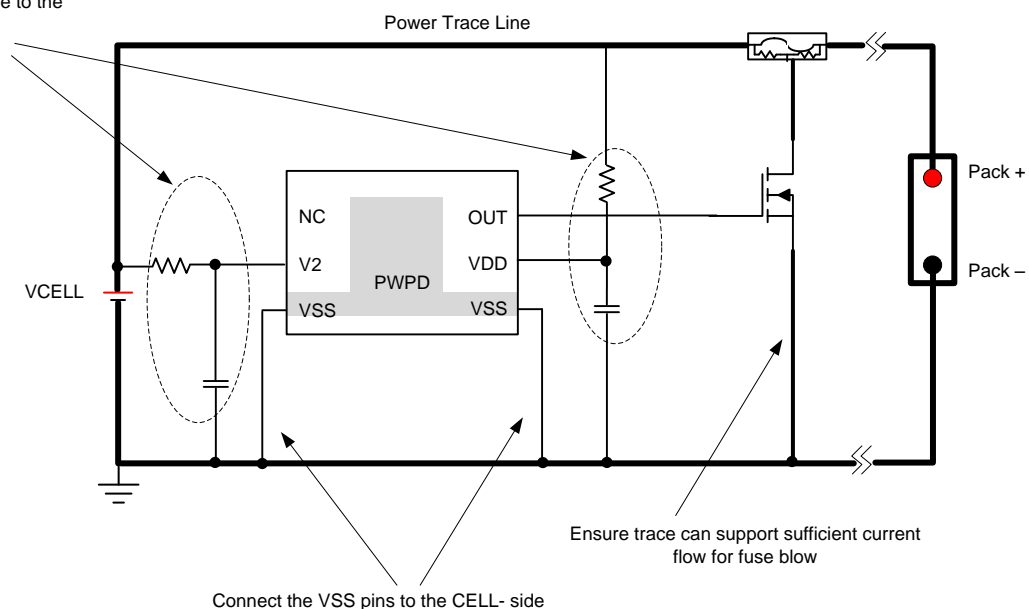 e to the
Power Trace Line
Pack +
NC
OUT
V2
VDD
PWPD
Pack –
VCELL
VSS
VSS
Ensure trace can support sufficient current
flow for fuse blow
Connect the VSS pins to the CELL- side